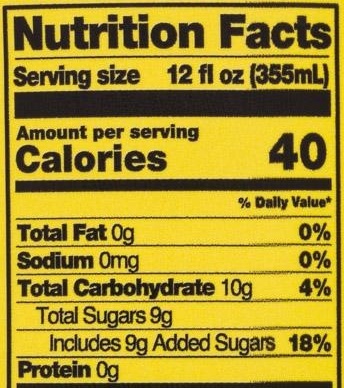 Nutrition Facts
Serving size 12 fl oz (355mL)
Amount per serving
Calories 40
% Daily Value*
Total Fat 0g 0%
Sodium 0mg 0%
Total Carbohydrate 10g 4%
Total Sugars 9g
Includes 9g Added Sugars 18%
Protein 0g